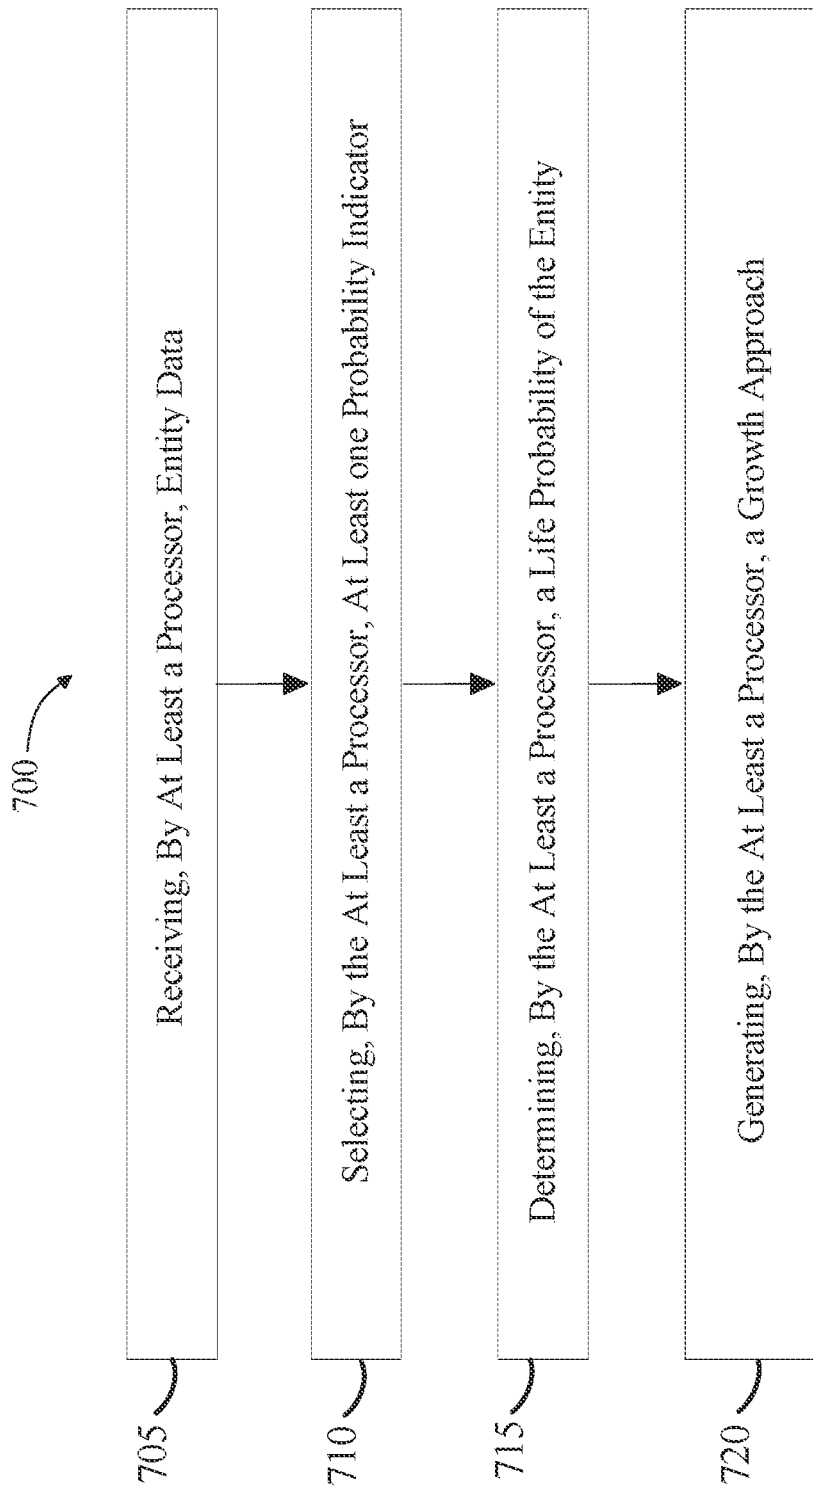 700
705
Receiving, By At Least a Processor, Entity Data
710
Selecting, By the At Least a Processor, At Least one Probability Indicator
715
Determining, By the At Least a Processor, a Life Probability of the Entity
720
Generating, By the At Least a Processor, a Growth Approach